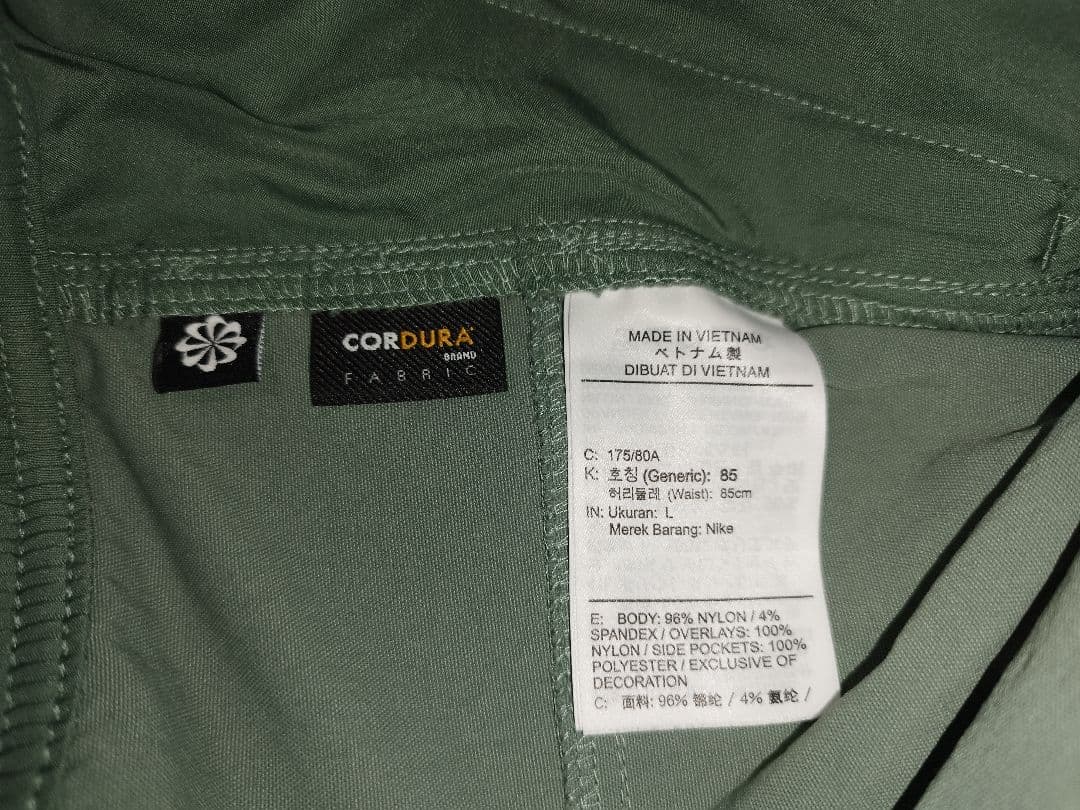 CORDURA
BRAND
FABRIC
MADE IN VIETNAM
ベトナム製
DIBUAT DI VIETNAM
C: 175/80A
K: 호칭 (Generic): 85
허리둘레 (Waist): 85cm
IN: Ukuran: L
Merek Barang: Nike
E: BODY: 96% NYLON / 4%
SPANDEX / OVERLAYS: 100%
NYLON / SIDE POCKETS: 100%
POLYESTER / EXCLUSIVE OF
DECORATION
C: 面料: 96% 锦纶 / 4% 氨纶 /